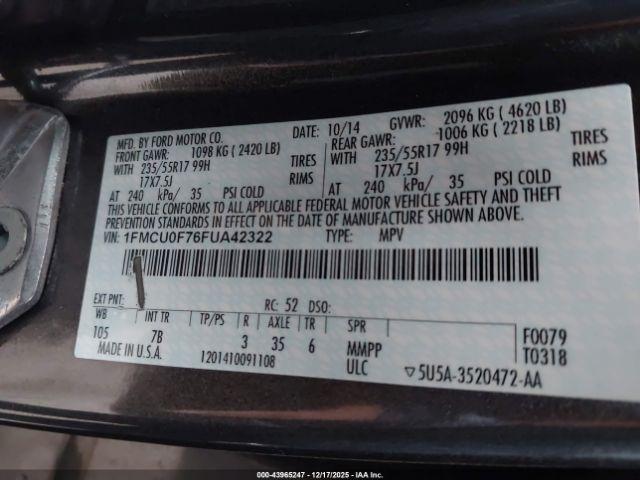 MFD. BY FORD MOTOR CO. DATE: 10/14 GVWR: 2096 KG ( 4620 LB)
FRONT GAWR: 1098 KG ( 2420 LB) REAR GAWR: 1006 KG ( 2218 LB)
WITH 235/55R17 99H TIRES WITH 235/55R17 99H TIRES
17X7.5J RIMS 17X7.5J RIMS
AT 240 kPa/ 35 PSI COLD AT 240 kPa/ 35 PSI COLD
THIS VEHICLE CONFORMS TO ALL APPLICABLE FEDERAL MOTOR VEHICLE SAFETY AND THEFT
PREVENTION STANDARDS IN EFFECT ON THE DATE OF MANUFACTURE SHOWN ABOVE.
VIN: 1FMCU0F76FUA42322 TYPE: MPV
EXT PNT: RC: 52 DSO:
WB INT TR TP/PS R AXLE TR SPR F0079
105 7B 3 35 6 MMPP T0318
MADE IN U.S.A. 1201410091108 ULC ▽5U5A-3520472-AA
Stock: 43965247 - 12/17/2025 - IAAI.com